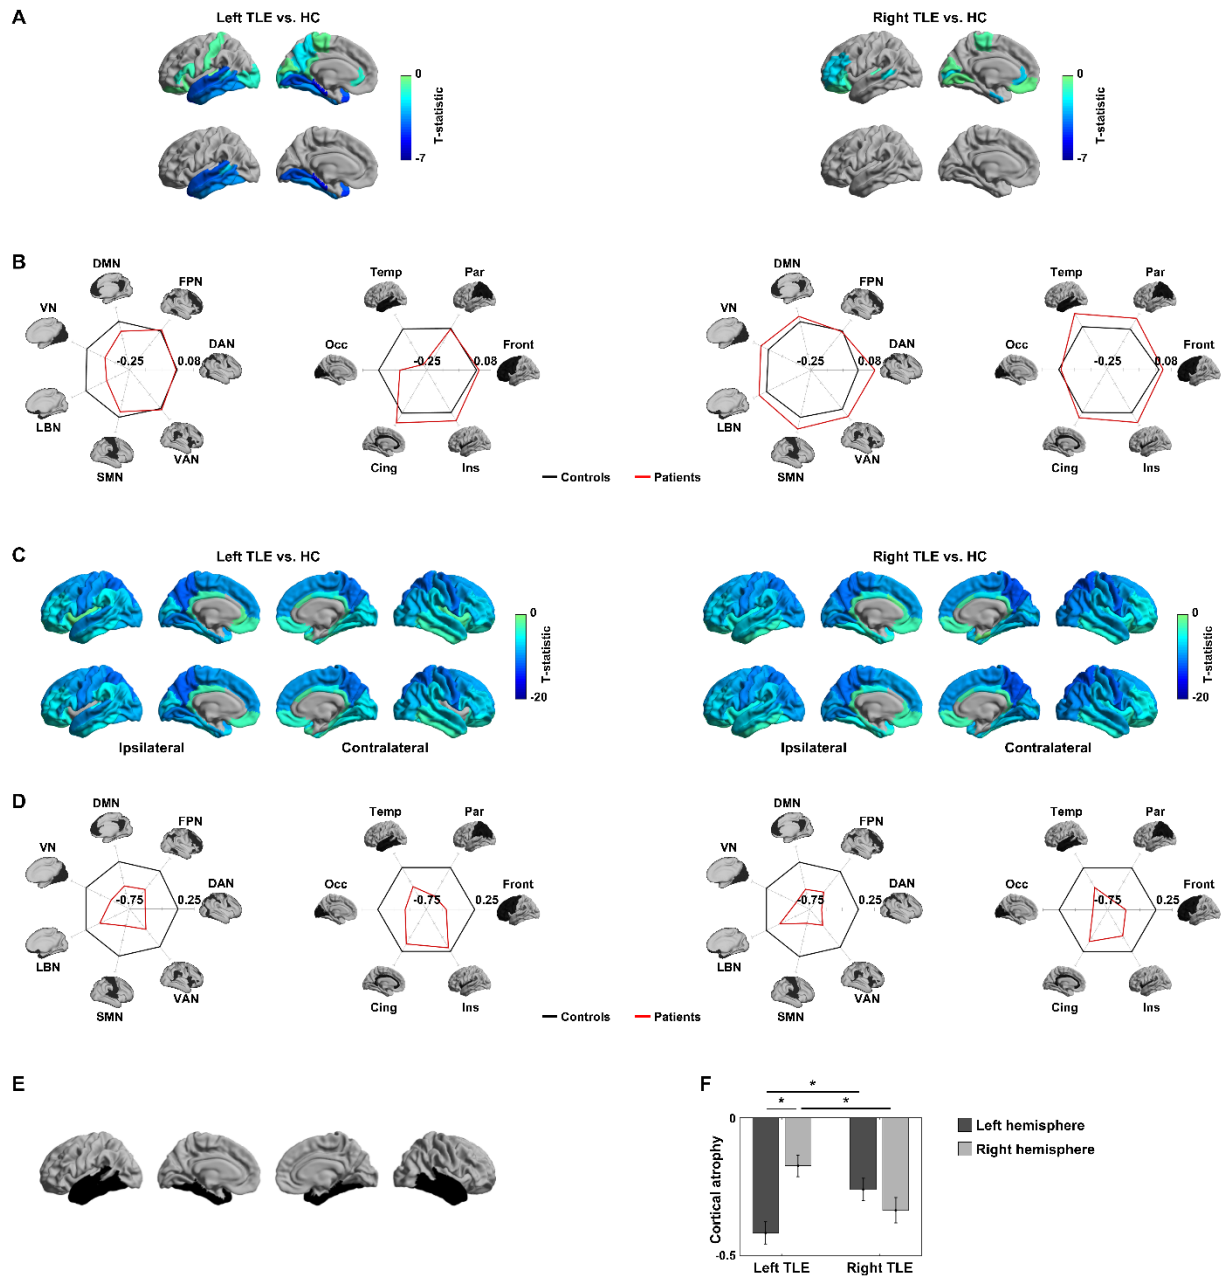 A
Left TLE vs. HC
Right TLE vs. HC
0
T-statistic
-7
0
T-statistic
-7
B
DMN
FPN
VN
DAN
-0.25
0.08
LBN
SMN
VAN
Temp
Par
Occ
Front
-0.25
0.08
Cing
Ins
DMN
FPN
VN
DAN
-0.25
0.08
LBN
SMN
VAN
Temp
Par
Occ
Front
-0.25
0.08
Cing
Ins
Controls
Patients
C
Left TLE vs. HC
Right TLE vs. HC
0
T-statistic
-20
0
T-statistic
-20
Ipsilateral
Contralateral
Ipsilateral
Contralateral
D
DMN
FPN
VN
DAN
-0.75
0.25
LBN
SMN
VAN
Temp
Par
Occ
Front
-0.75
0.25
Cing
Ins
DMN
FPN
VN
DAN
-0.75
0.25
LBN
SMN
VAN
Temp
Par
Occ
Front
-0.75
0.25
Cing
Ins
Controls
Patients
E
F
*
*
*
0
Cortical atrophy
-0.5
Left TLE
Right TLE
Left hemisphere
Right hemisphere